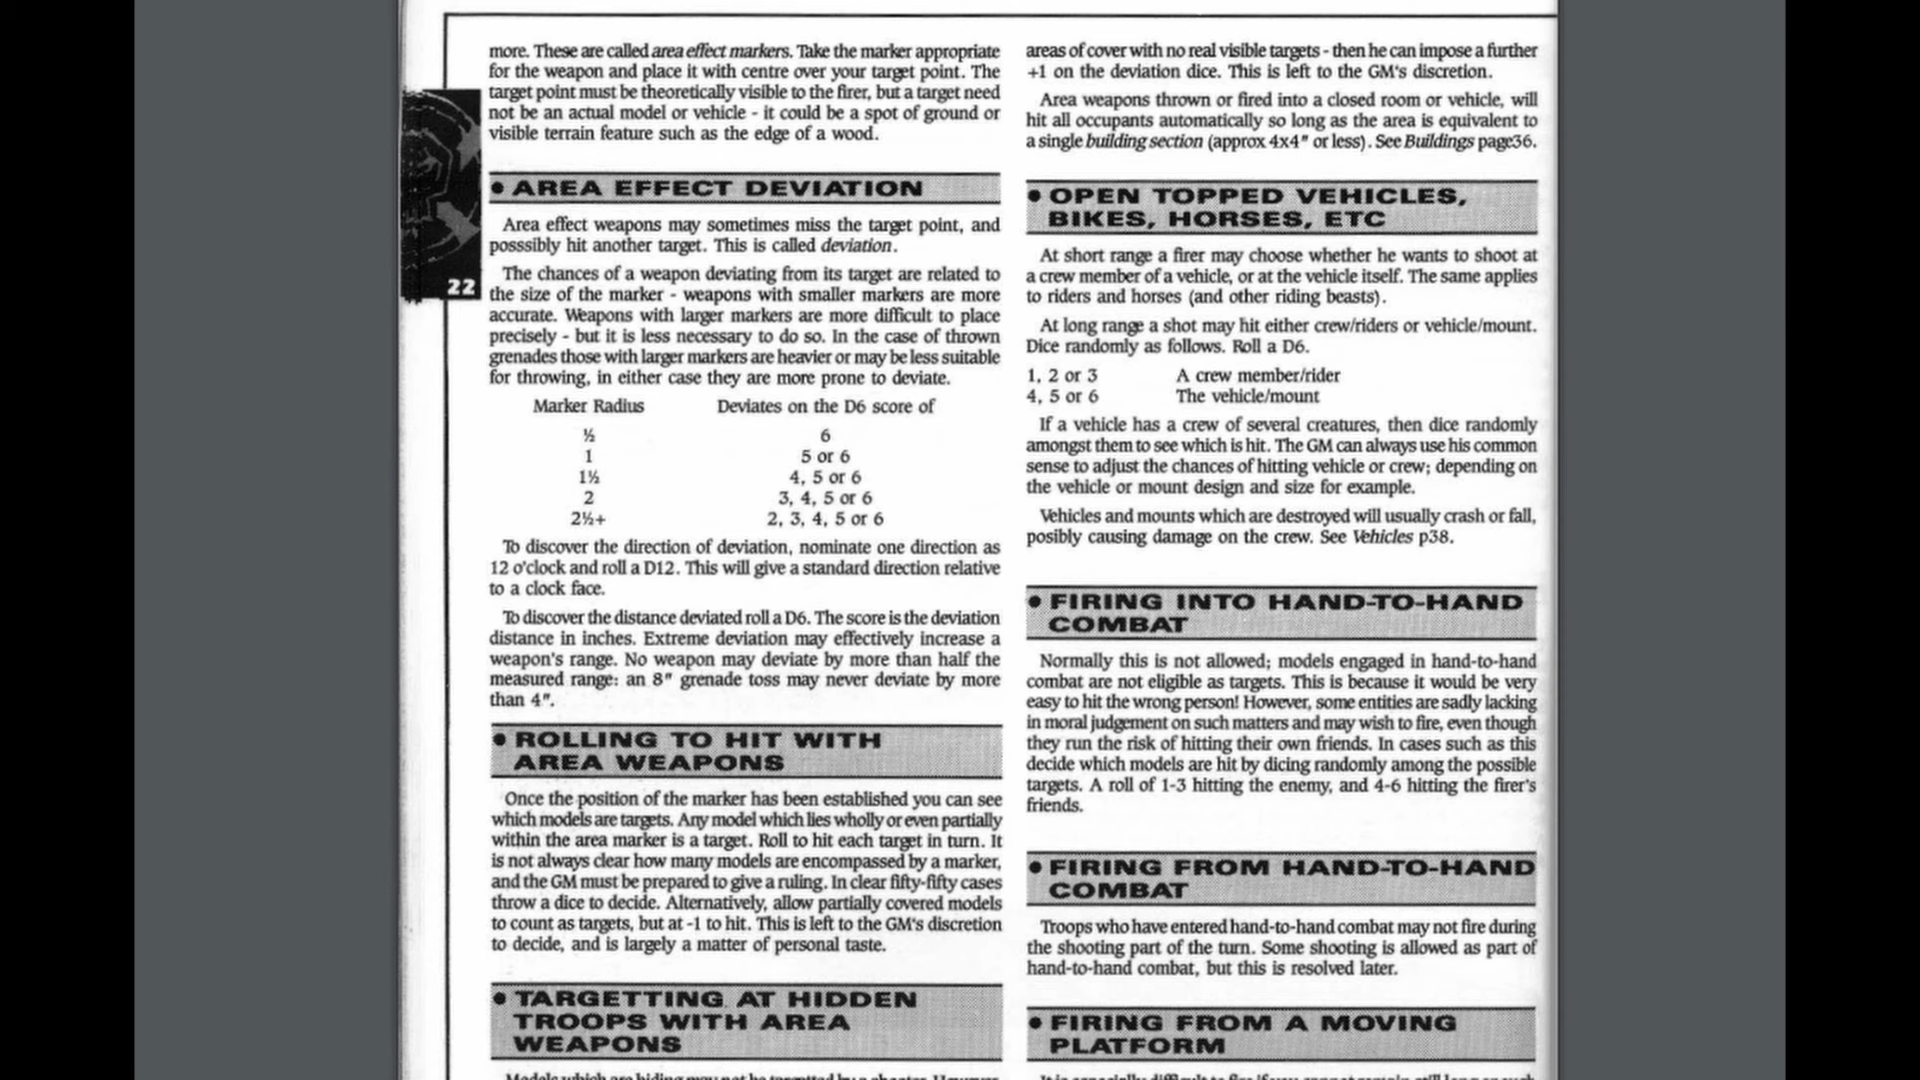 more. These are called area effect markers. Take the marker appropriate
for the weapon and place it with centre over your target point. The
target point must be theoretically visible to the firer, but a target need
not be an actual model or vehicle - it could be a spot of ground or
visible terrain feature such as the edge of a wood.
• AREA EFFECT DEVIATION
Area effect weapons may sometimes miss the target point, and
posssibly hit another target. This is called deviation.
The chances of a weapon deviating from its target are related to
the size of the marker - weapons with smaller markers are more
accurate. Weapons with larger markers are more difficult to place
precisely - but it is less necessary to do so. In the case of thrown
grenades those with larger markers are heavier or may be less suitable
for throwing, in either case they are more prone to deviate.
Marker Radius Deviates on the D6 score of
½ 6
1 5 or 6
1½ 4, 5 or 6
2 3, 4, 5 or 6
2½+ 2, 3, 4, 5 or 6
To discover the direction of deviation, nominate one direction as
12 o'clock and roll a D12. This will give a standard direction relative
to a clock face.
To discover the distance deviated roll a D6. The score is the deviation
distance in inches. Extreme deviation may effectively increase a
weapon's range. No weapon may deviate by more than half the
measured range: an 8" grenade toss may never deviate by more
than 4".
• ROLLING TO HIT WITH
AREA WEAPONS
Once the position of the marker has been established you can see
which models are targets. Any model which lies wholly or even partially
within the area marker is a target. Roll to hit each target in turn. It
is not always clear how many models are encompassed by a marker,
and the GM must be prepared to give a ruling. In clear fifty-fifty cases
throw a dice to decide. Alternatively, allow partially covered models
to count as targets, but at -1 to hit. This is left to the GM's discretion
to decide, and is largely a matter of personal taste.
• TARGETTING AT HIDDEN
TROOPS WITH AREA
WEAPONS
22
areas of cover with no real visible targets - then he can impose a further
+1 on the deviation dice. This is left to the GM's discretion.
Area weapons thrown or fired into a closed room or vehicle, will
hit all occupants automatically so long as the area is equivalent to
a single building section (approx 4x4" or less). See Buildings page36.
• OPEN TOPPED VEHICLES,
BIKES, HORSES, ETC
At short range a firer may choose whether he wants to shoot at
a crew member of a vehicle, or at the vehicle itself. The same applies
to riders and horses (and other riding beasts).
At long range a shot may hit either crew/riders or vehicle/mount.
Dice randomly as follows. Roll a D6.
1, 2 or 3 A crew member/rider
4, 5 or 6 The vehicle/mount
If a vehicle has a crew of several creatures, then dice randomly
amongst them to see which is hit. The GM can always use his common
sense to adjust the chances of hitting vehicle or crew; depending on
the vehicle or mount design and size for example.
Vehicles and mounts which are destroyed will usually crash or fall,
posibly causing damage on the crew. See Vehicles p38.
• FIRING INTO HAND-TO-HAND
COMBAT
Normally this is not allowed; models engaged in hand-to-hand
combat are not eligible as targets. This is because it would be very
easy to hit the wrong person! However, some entities are sadly lacking
in moral judgement on such matters and may wish to fire, even though
they run the risk of hitting their own friends. In cases such as this
decide which models are hit by dicing randomly among the possible
targets. A roll of 1-3 hitting the enemy, and 4-6 hitting the firer's
friends.
• FIRING FROM HAND-TO-HAND
COMBAT
Troops who have entered hand-to-hand combat may not fire during
the shooting part of the turn. Some shooting is allowed as part of
hand-to-hand combat, but this is resolved later.
• FIRING FROM A MOVING
PLATFORM